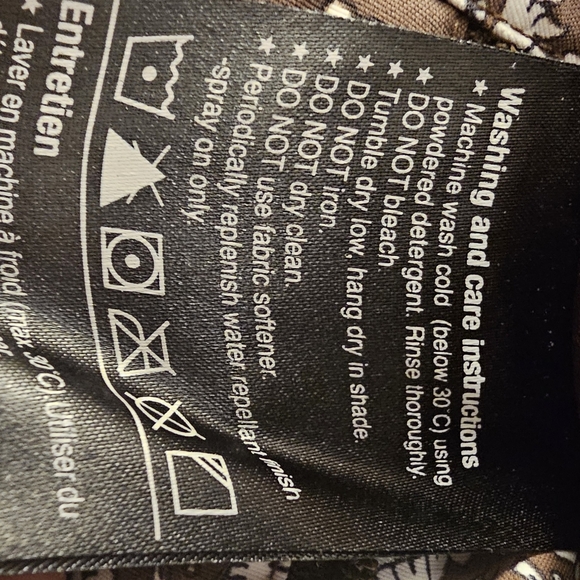 Washing and care instructions
★ Machine wash cold (below 30°C) using
powdered detergent. Rinse thoroughly.
★ DO NOT bleach.
★ Tumble dry low, hang dry in shade.
★ DO NOT iron.
★ DO NOT dry clean.
★ DO NOT use fabric softener.
★ Periodically replenish water repellant finish
-spray on only.
Entretien
★ Laver en machine à froid (max. 30°C) Utiliser du